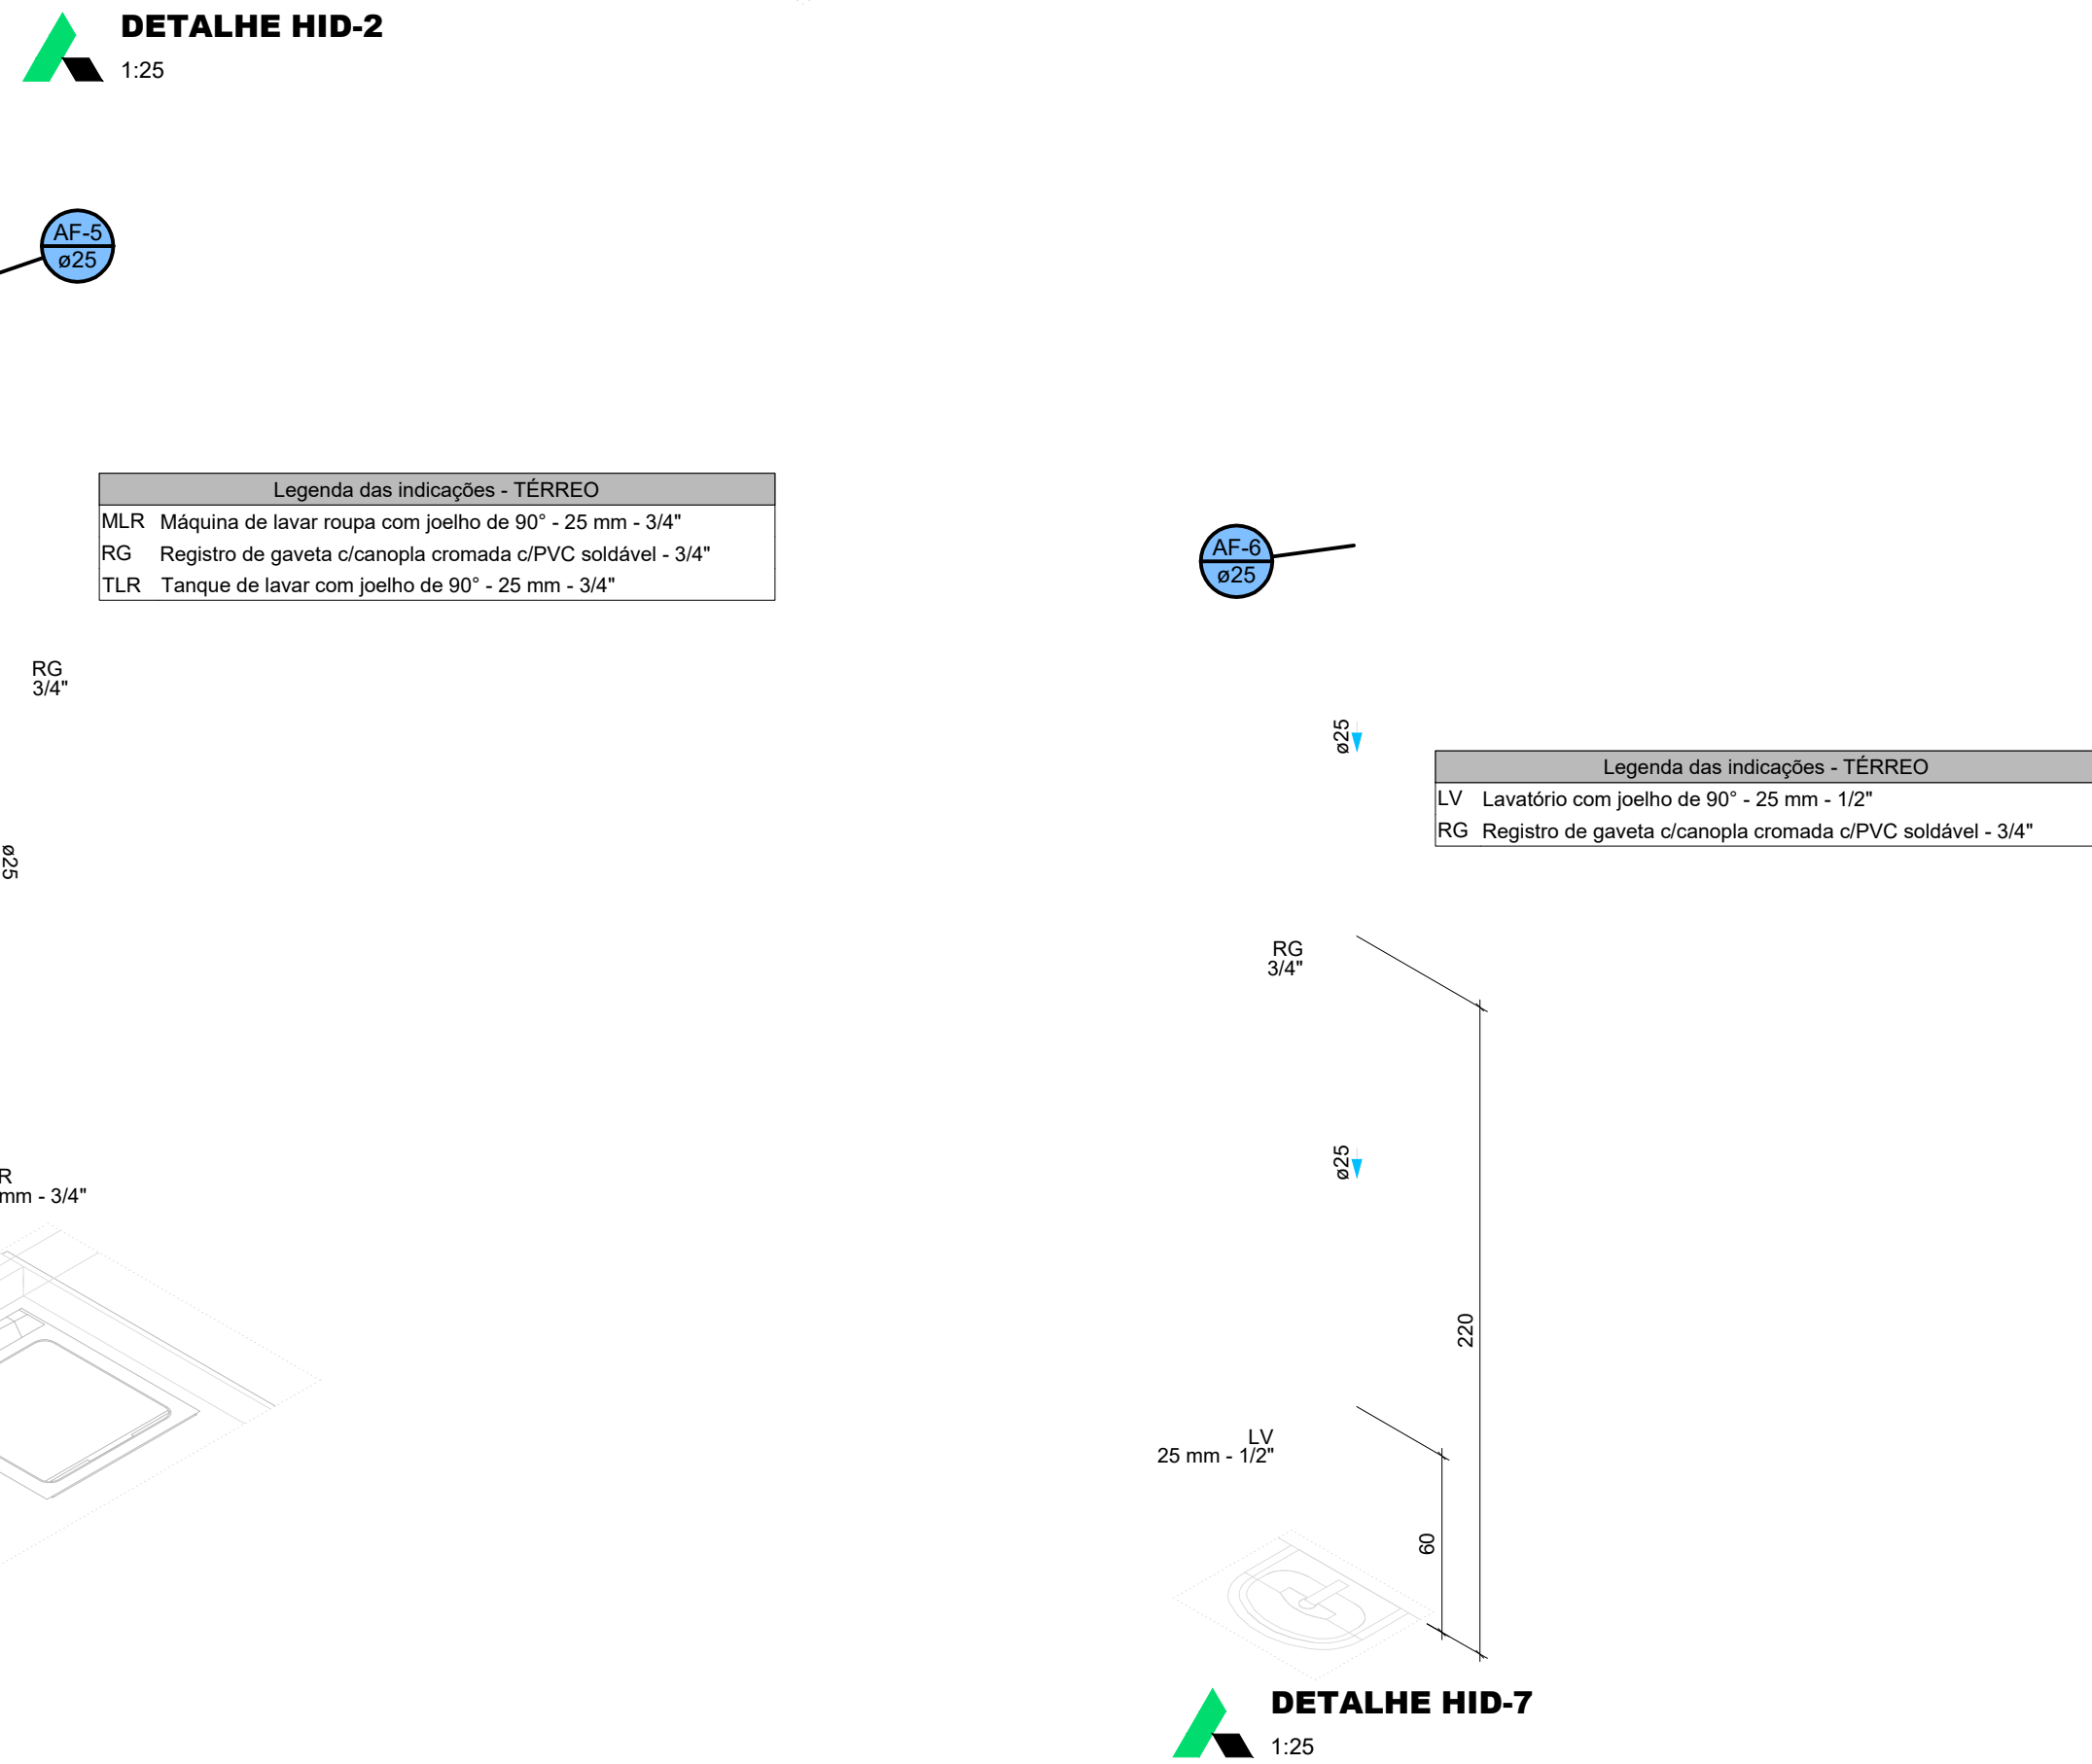 DETALHE HID-2
1:25
AF-5
ø25
Legenda das indicações - TÉRREO
MLR Máquina de lavar roupa com joelho de 90° - 25 mm - 3/4"
RG Registro de gaveta c/canopla cromada c/PVC soldável - 3/4"
TLR Tanque de lavar com joelho de 90° - 25 mm - 3/4"
RG
3/4"
ø25
R
mm - 3/4"
AF-6
ø25
ø25
Legenda das indicações - TÉRREO
LV Lavatório com joelho de 90° - 25 mm - 1/2"
RG Registro de gaveta c/canopla cromada c/PVC soldável - 3/4"
RG
3/4"
ø25
220
LV
25 mm - 1/2"
60
DETALHE HID-7
1:25